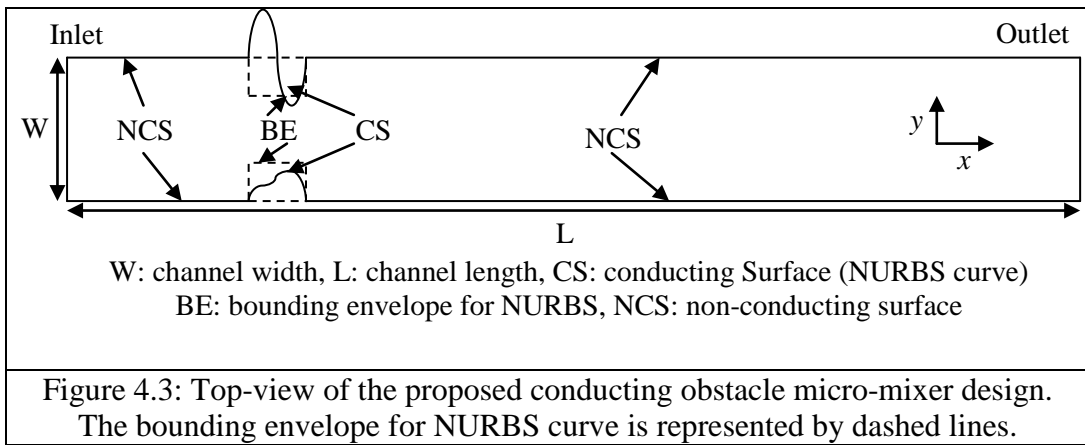 Inlet
Outlet
W
NCS
BE
CS
NCS
y
x
L
W: channel width, L: channel length, CS: conducting Surface (NURBS curve)
BE: bounding envelope for NURBS, NCS: non-conducting surface
Figure 4.3: Top-view of the proposed conducting obstacle micro-mixer design.
The bounding envelope for NURBS curve is represented by dashed lines.